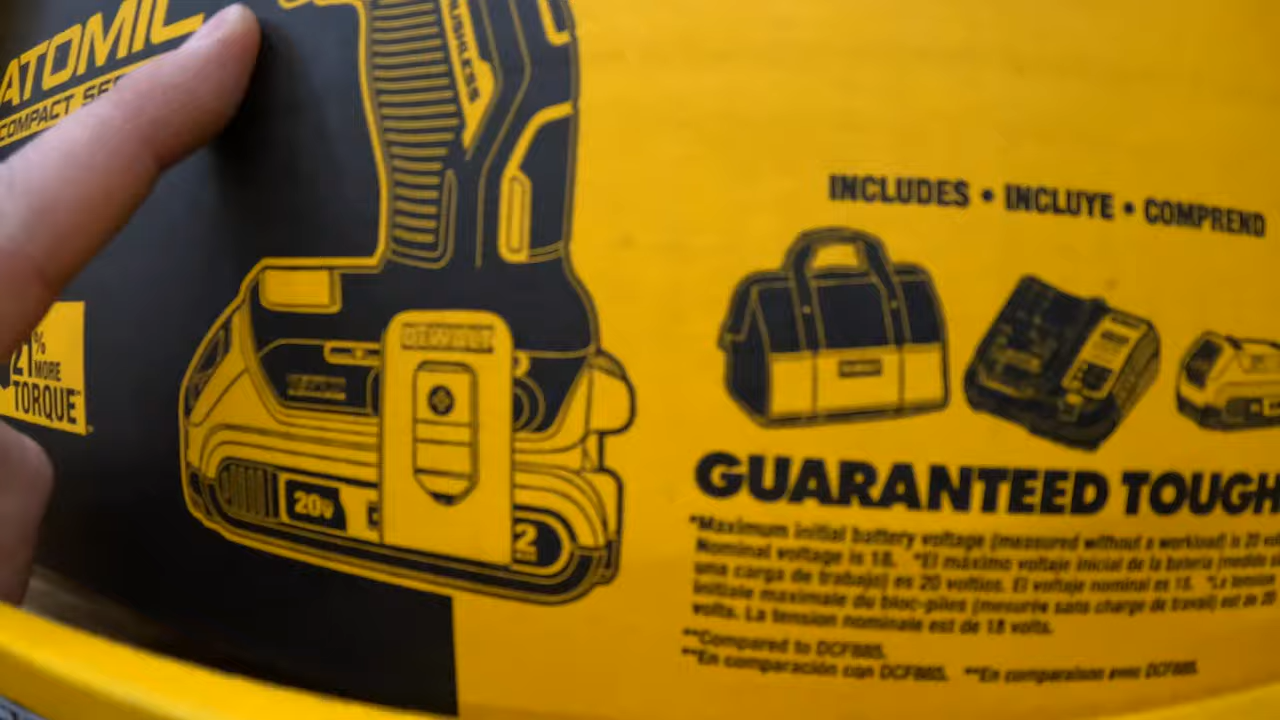 ATOMIC
COMPACT SE
BRUSHLESS
21% MORE TORQUE
DEWALT
20V
2
INCLUDES • INCLUYE • COMPREND
GUARANTEED TOUGH
*Maximum initial battery voltage (measured without a workload) is 20
Nominal voltage is 18. *El máximo voltaje inicial de la batería (medido
una carga de trabajo) es 20 voltios. El voltaje nominal es 18. *La tension
initiale maximale du bloc-piles (mesurée sans charge de travail) est de 20
volts. La tension nominale est de 18 volts.
**Compared to DCF885.
**En comparación con DCF885. **En comparaison avec DCF885.